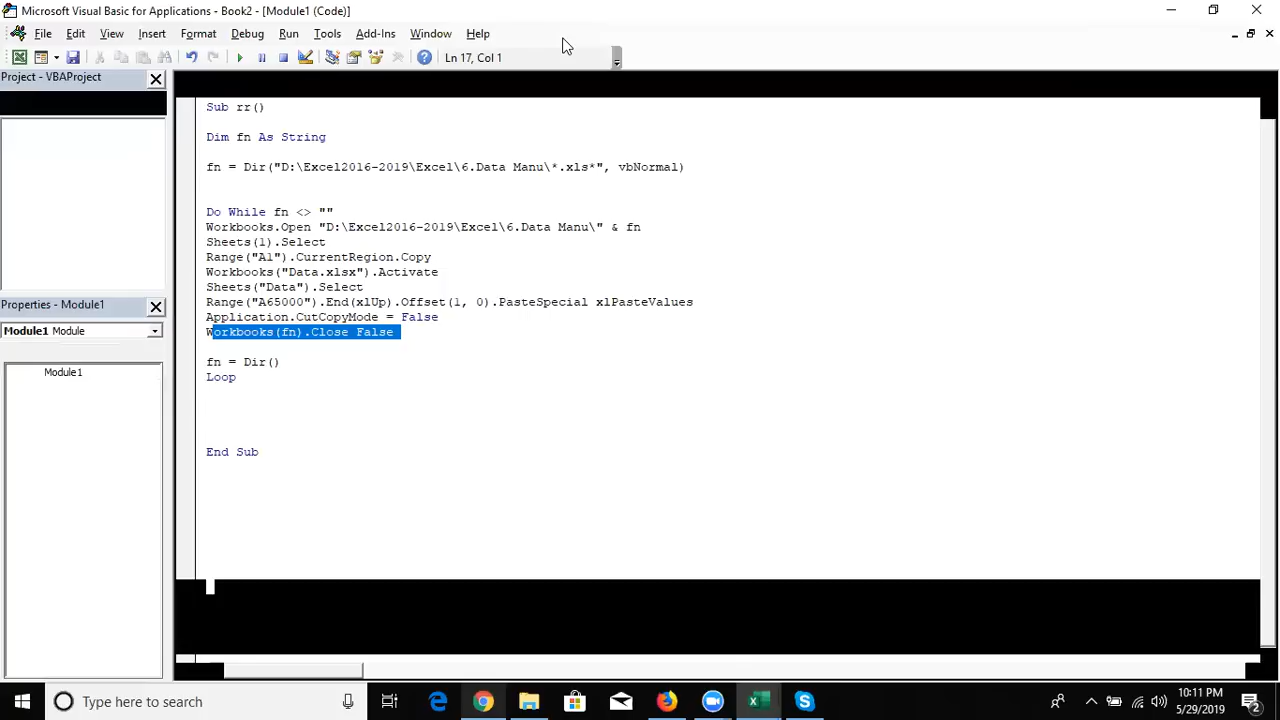 Microsoft Visual Basic for Applications - Book2 - [Module1 (Code)]
File Edit View Insert Format Debug Run Tools Add-Ins Window Help
Ln 17, Col 1
Project - VBAProject
Sub rr()
Dim fn As String
fn = Dir("D:\Excel2016-2019\Excel\6.Data Manu\*.xls*", vbNormal)
Do While fn <> ""
Workbooks.Open "D:\Excel2016-2019\Excel\6.Data Manu\" & fn
Sheets(1).Select
Range("A1").CurrentRegion.Copy
Workbooks("Data.xlsx").Activate
Sheets("Data").Select
Range("A65000").End(xlUp).Offset(1, 0).PasteSpecial xlPasteValues
Application.CutCopyMode = False
Workbooks(fn).Close False
fn = Dir()
Loop
End Sub
Properties - Module1
Module1 Module
Module1
Type here to search
10:11 PM
5/29/2019
2